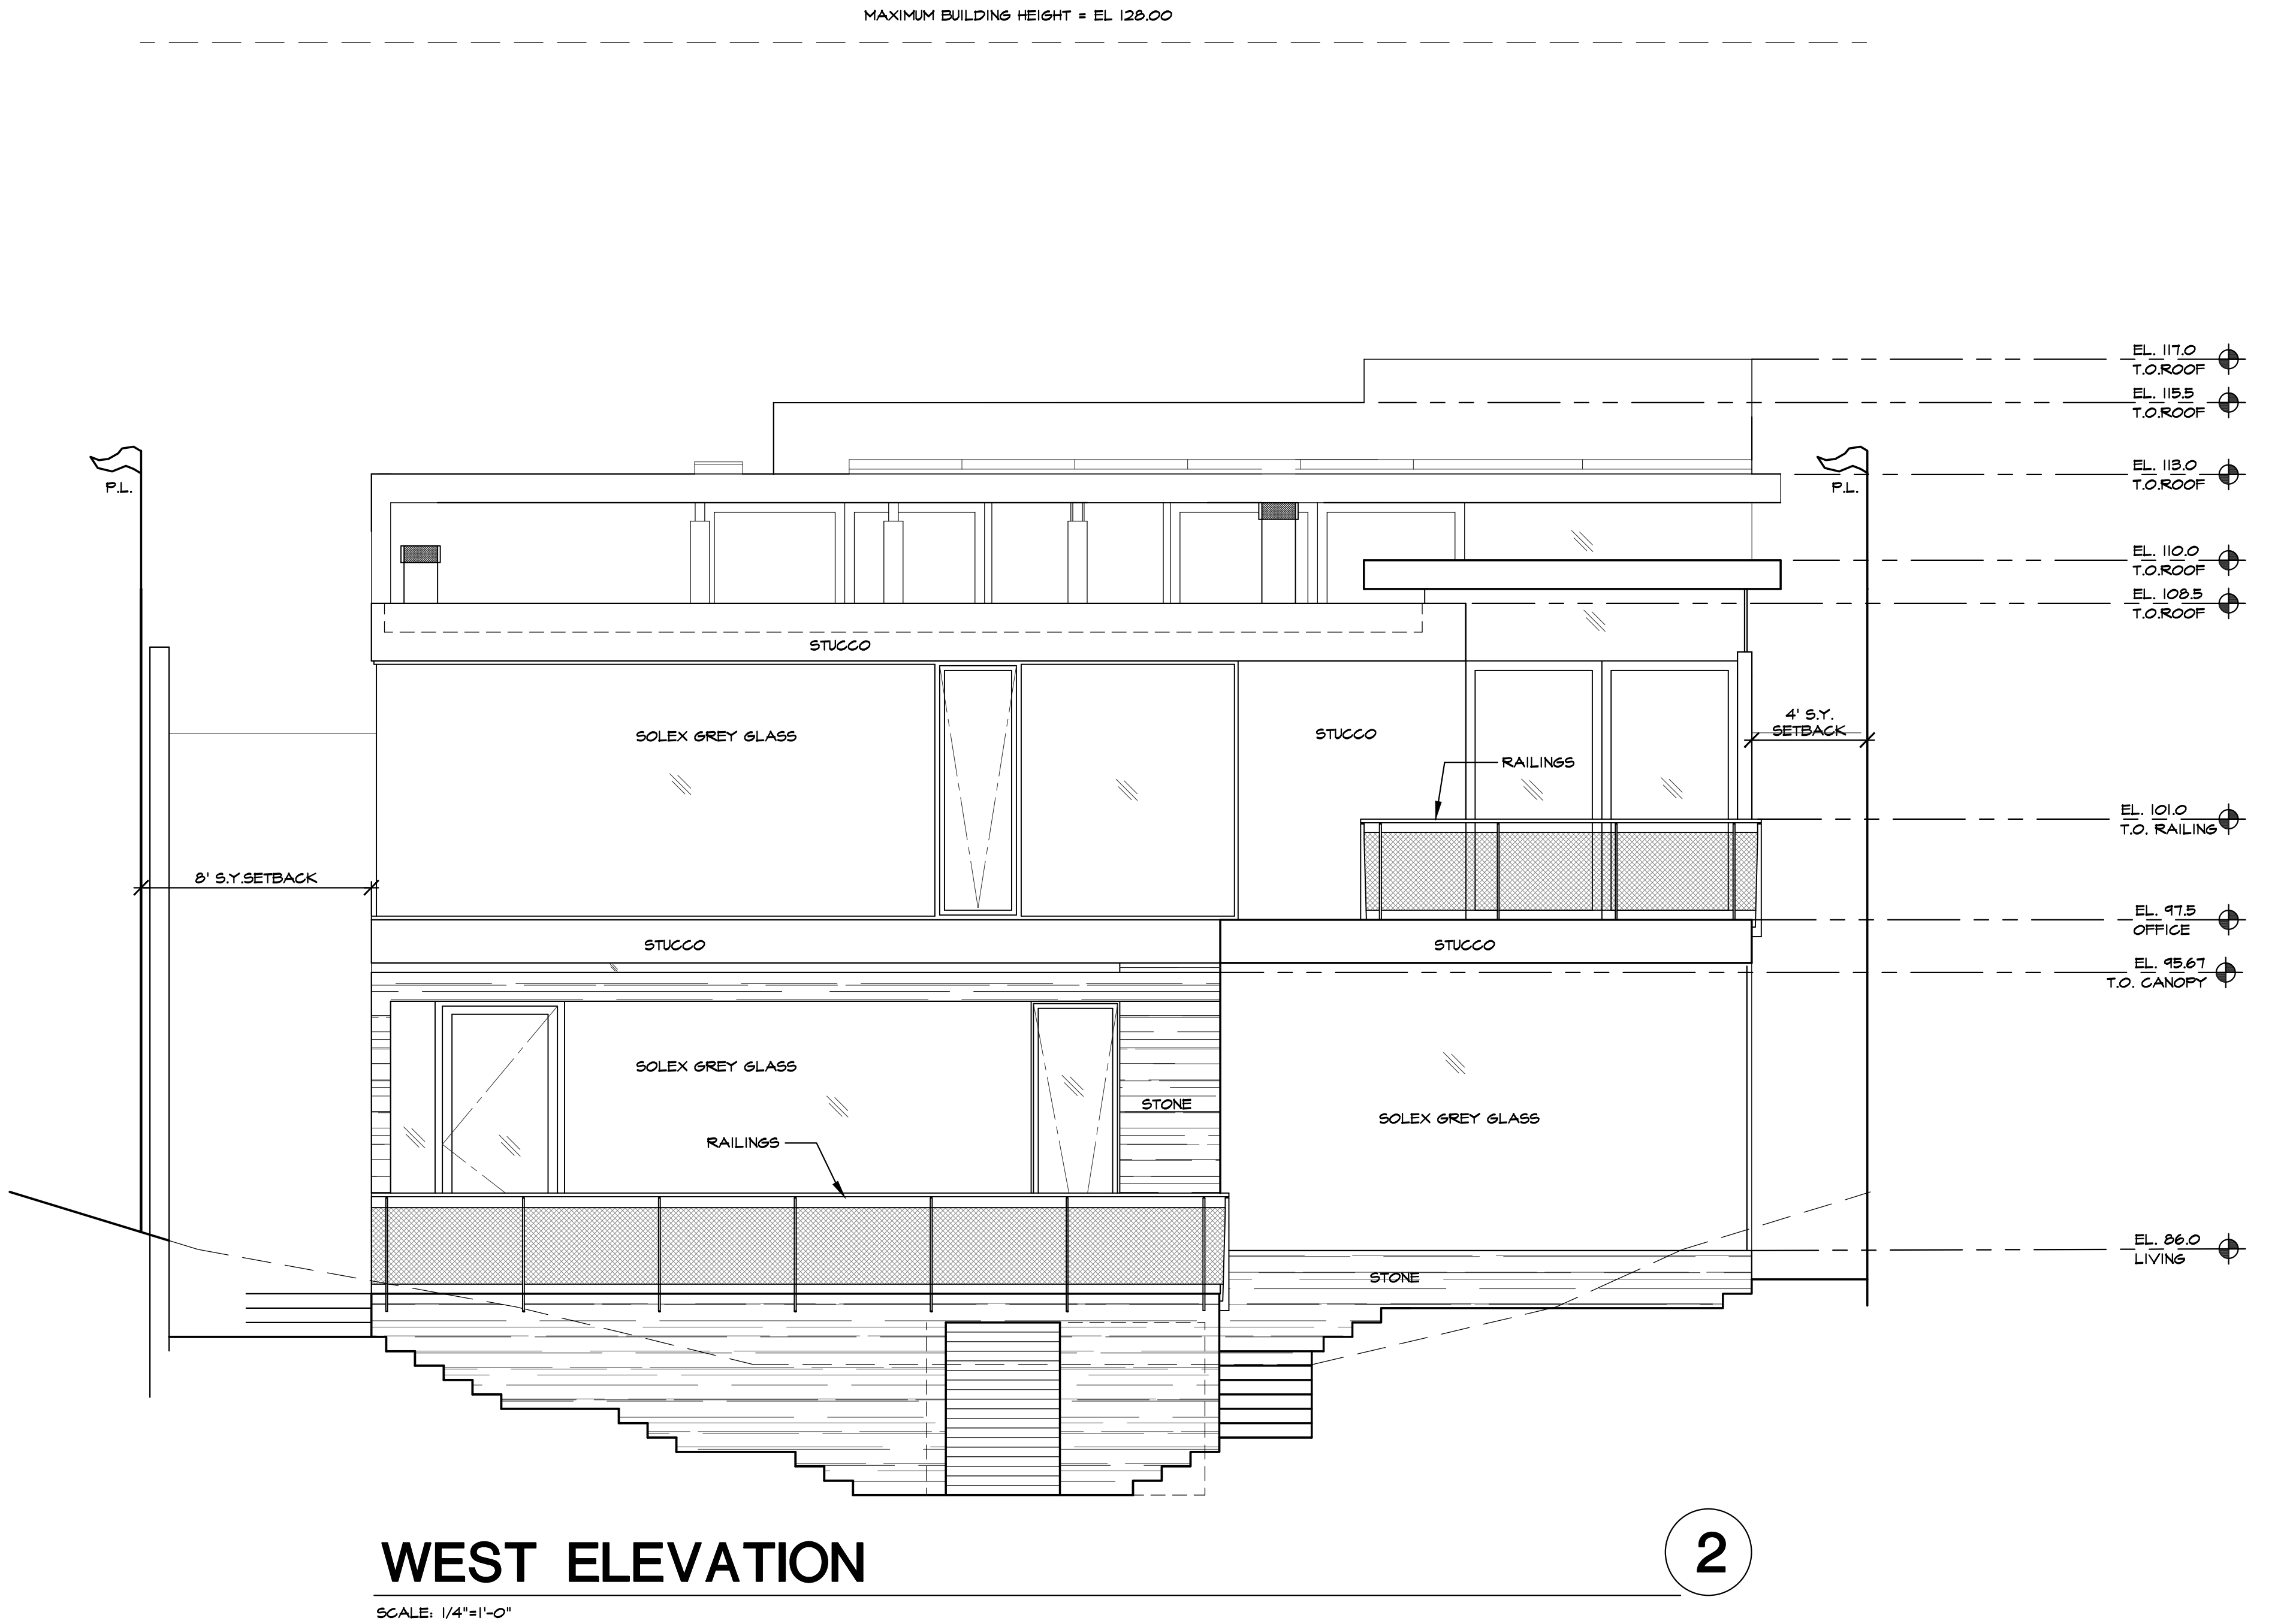 MAXIMUM BUILDING HEIGHT = EL 128.00
EL. 117.0
T.O.ROOF
EL. 115.5
T.O.ROOF
P.L.
P.L.
EL. 113.0
T.O.ROOF
EL. 110.0
T.O.ROOF
EL. 108.5
T.O.ROOF
STUCCO
SOLEX GREY GLASS
STUCCO
4' S.Y.
SETBACK
RAILINGS
EL. 101.0
T.O. RAILING
8' S.Y.SETBACK
EL. 97.5
OFFICE
STUCCO
STUCCO
EL. 95.67
T.O. CANOPY
SOLEX GREY GLASS
STONE
SOLEX GREY GLASS
RAILINGS
EL. 86.0
LIVING
STONE
WEST ELEVATION
2
SCALE: 1/4"=1'-0"